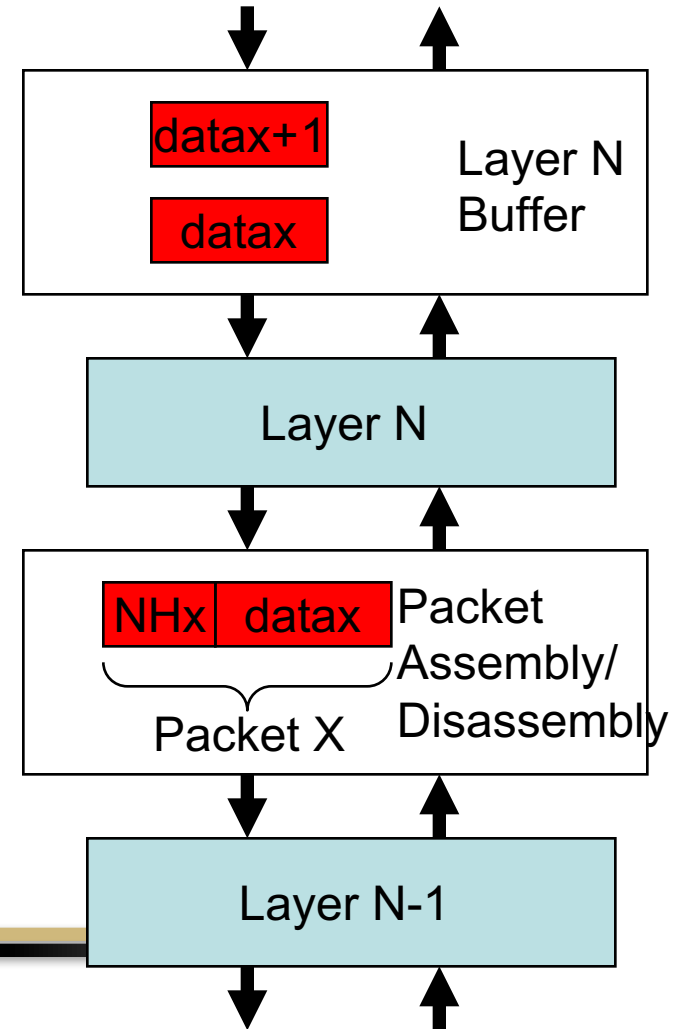 datax+1
datax
Layer N
Buffer
Layer N
NHx datax
Packet X
Packet
Assembly/
Disassembly
Layer N-1